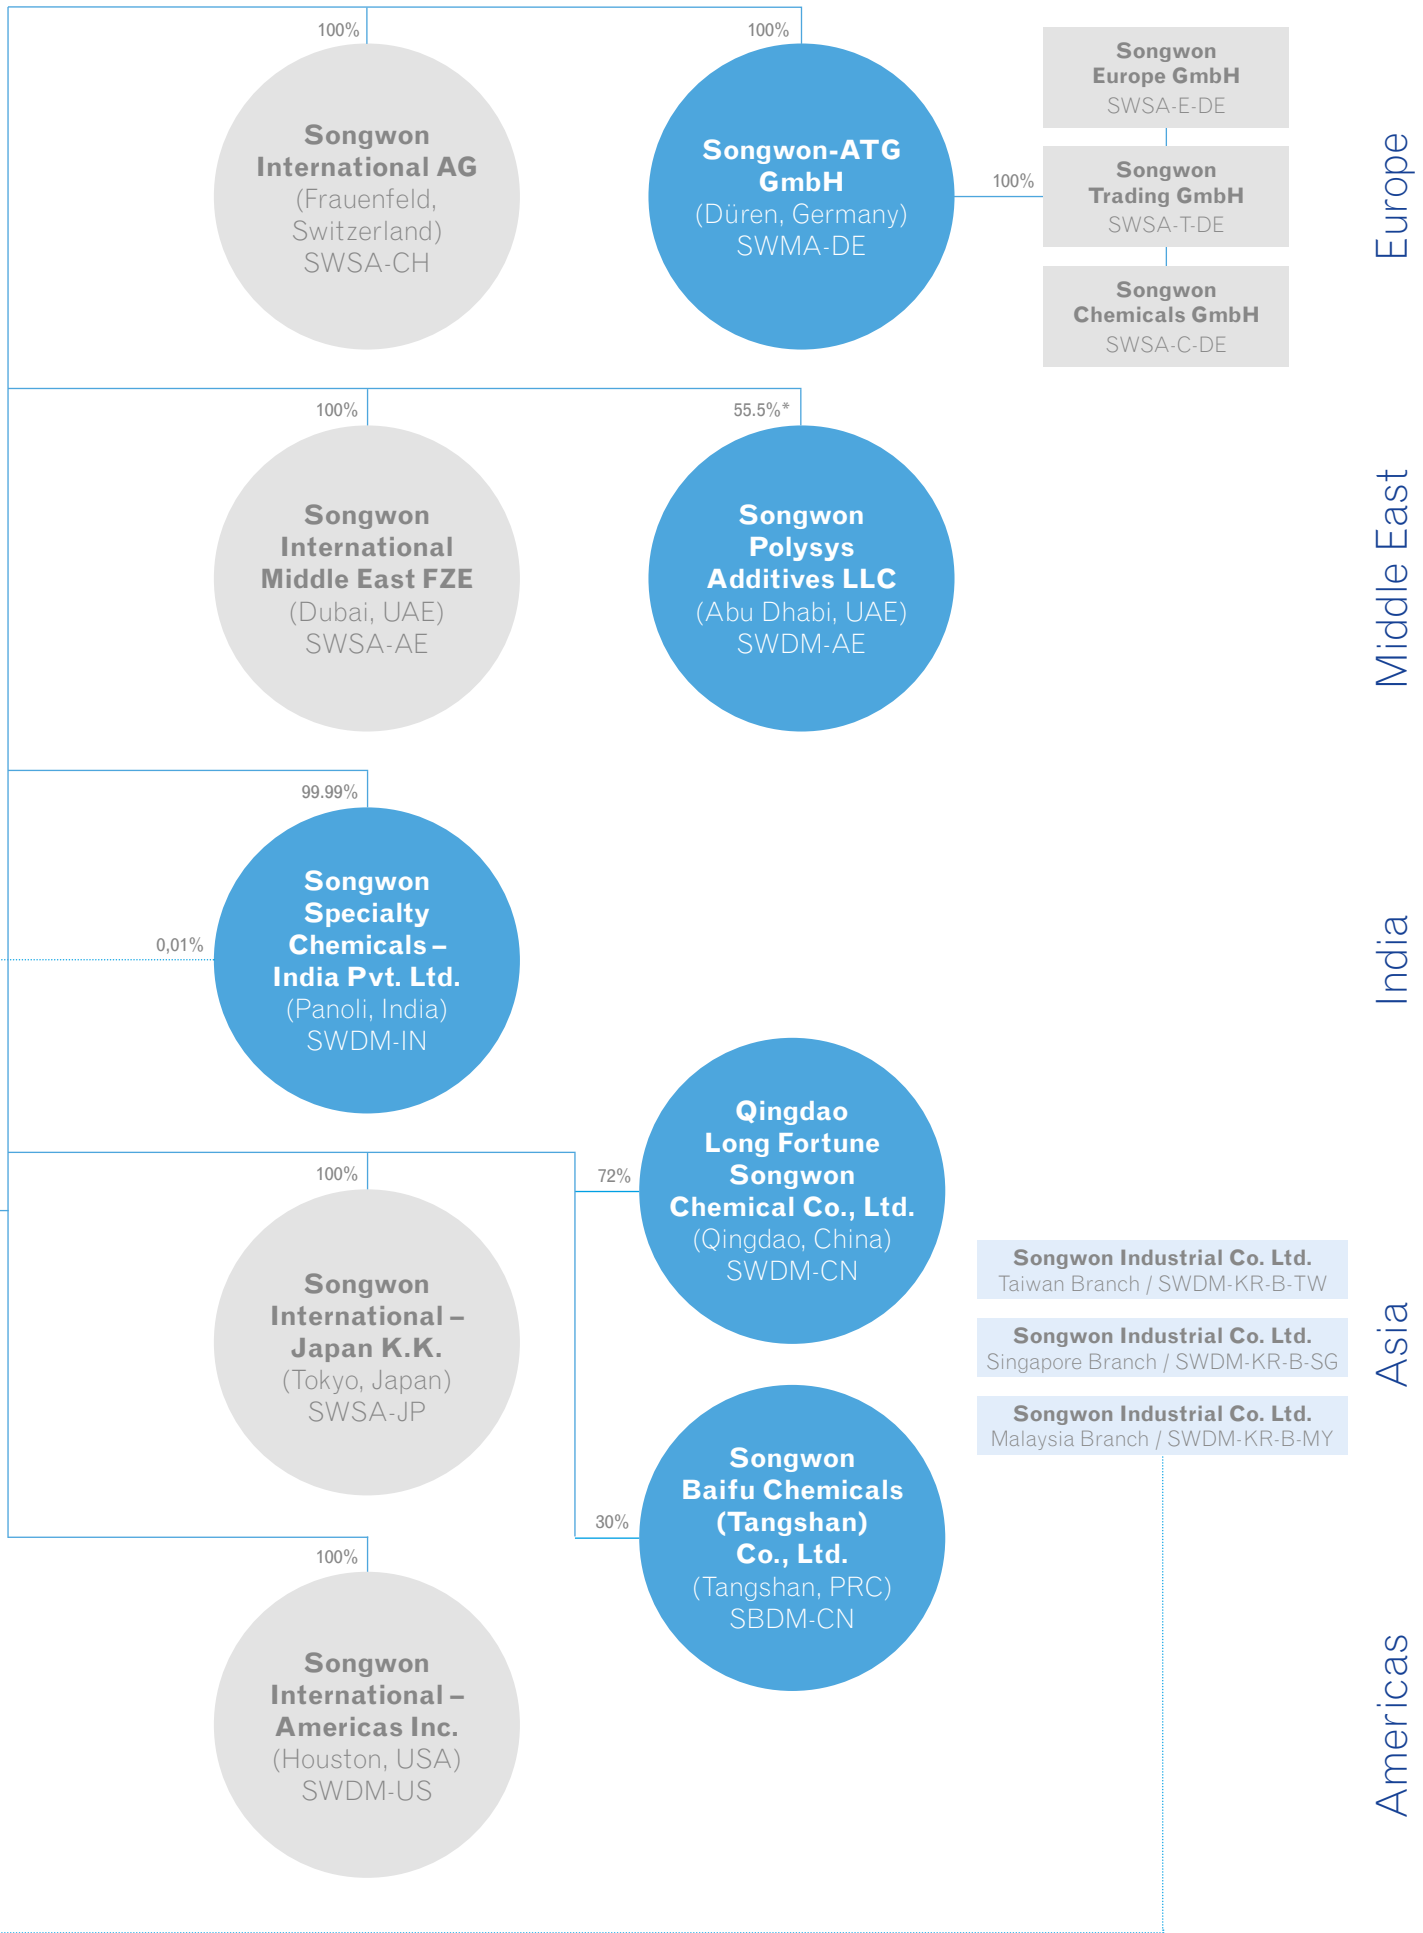 100%
Songwon
International AG
(Frauenfeld,
Switzerland)
SWSA-CH
100%
Songwon-ATG
GmbH
(Düren, Germany)
SWMA-DE
100%
Songwon
Europe GmbH
SWSA-E-DE
Songwon
Trading GmbH
SWSA-T-DE
Songwon
Chemicals GmbH
SWSA-C-DE
Europe
100%
Songwon
International
Middle East FZE
(Dubai, UAE)
SWSA-AE
55.5%*
Songwon
Polysys
Additives LLC
(Abu Dhabi, UAE)
SWDM-AE
Middle East
99.99%
0,01%
Songwon
Specialty
Chemicals –
India Pvt. Ltd.
(Panoli, India)
SWDM-IN
India
100%
Songwon
International –
Japan K.K.
(Tokyo, Japan)
SWSA-JP
72%
Qingdao
Long Fortune
Songwon
Chemical Co., Ltd.
(Qingdao, China)
SWDM-CN
30%
Songwon
Baifu Chemicals
(Tangshan)
Co., Ltd.
(Tangshan, PRC)
SBDM-CN
Songwon Industrial Co. Ltd.
Taiwan Branch / SWDM-KR-B-TW
Songwon Industrial Co. Ltd.
Singapore Branch / SWDM-KR-B-SG
Songwon Industrial Co. Ltd.
Malaysia Branch / SWDM-KR-B-MY
Asia
100%
Songwon
International –
Americas Inc.
(Houston, USA)
SWDM-US
Americas